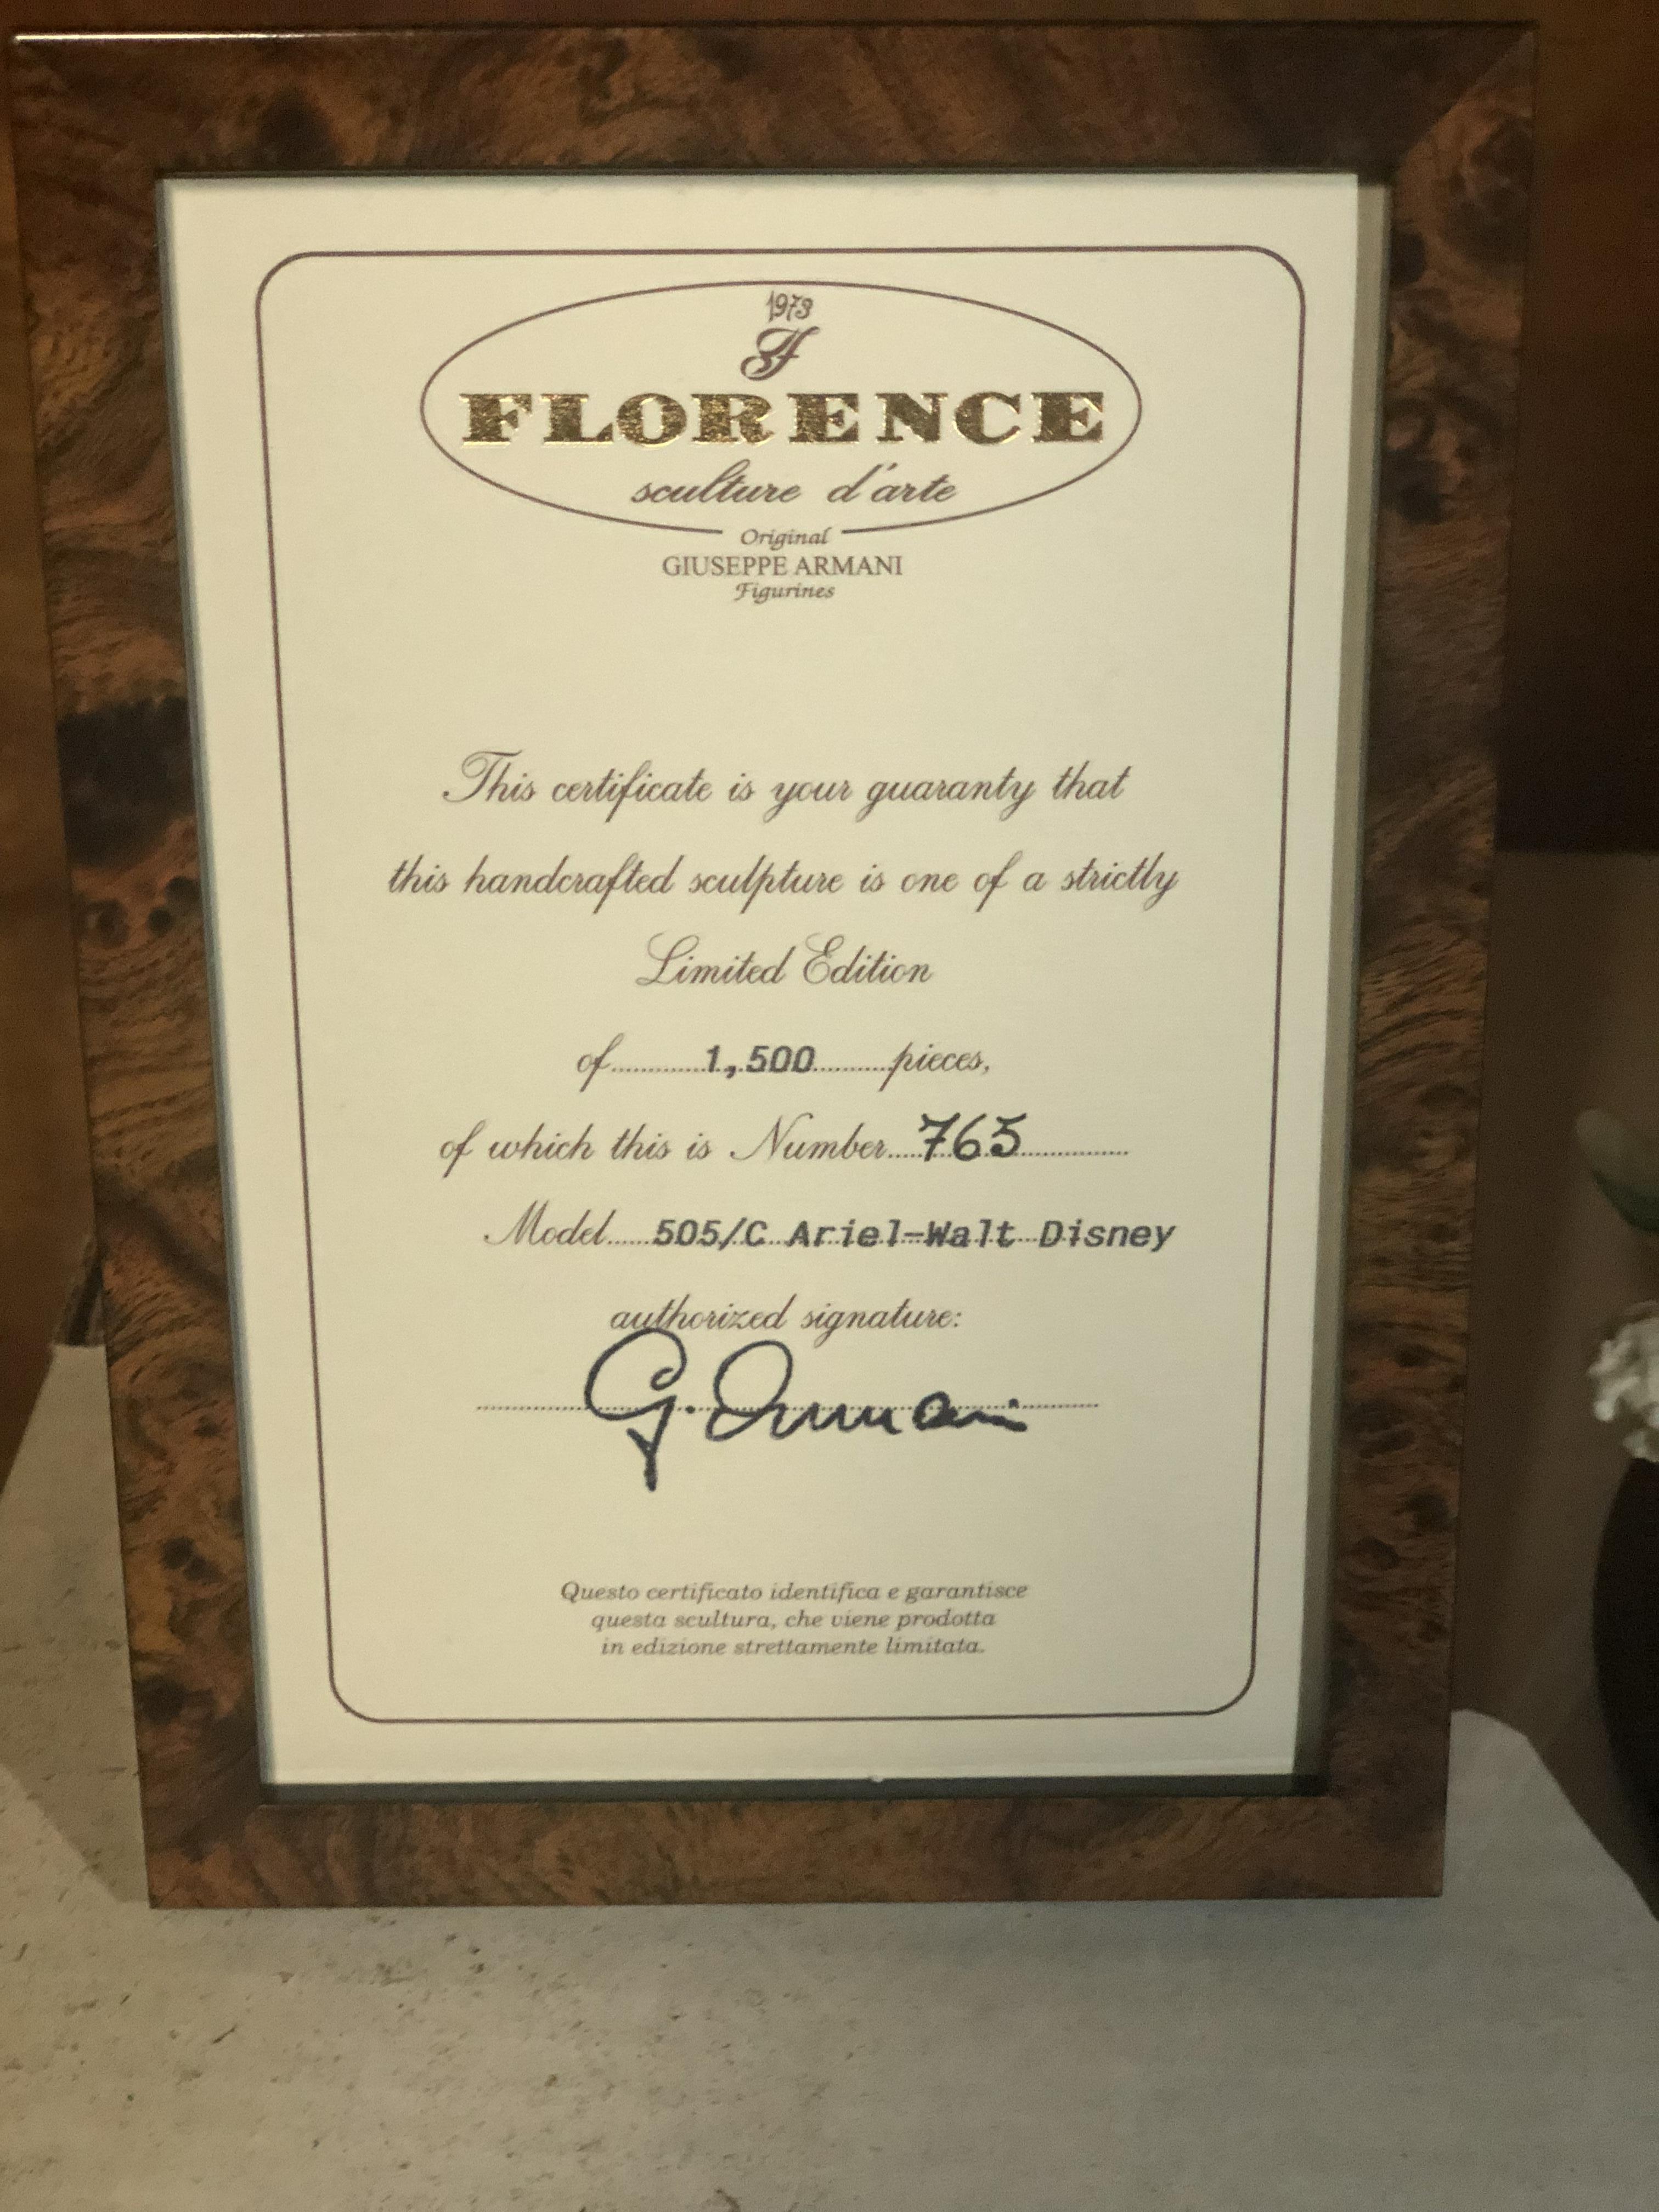 1973
FLORENCE
sculture d'arte
Original
GIUSEPPE ARMANI
Figurines
This certificate is your guaranty that
this handcrafted sculpture is one of a strictly
Limited Edition
of 1,500 pieces,
of which this is Number 763
Model 505/C Ariel-Walt Disney
authorized signature:
G. Armani
Questo certificato identifica e garantisce
questa scultura, che viene prodotta
in edizione strettamente limitata.